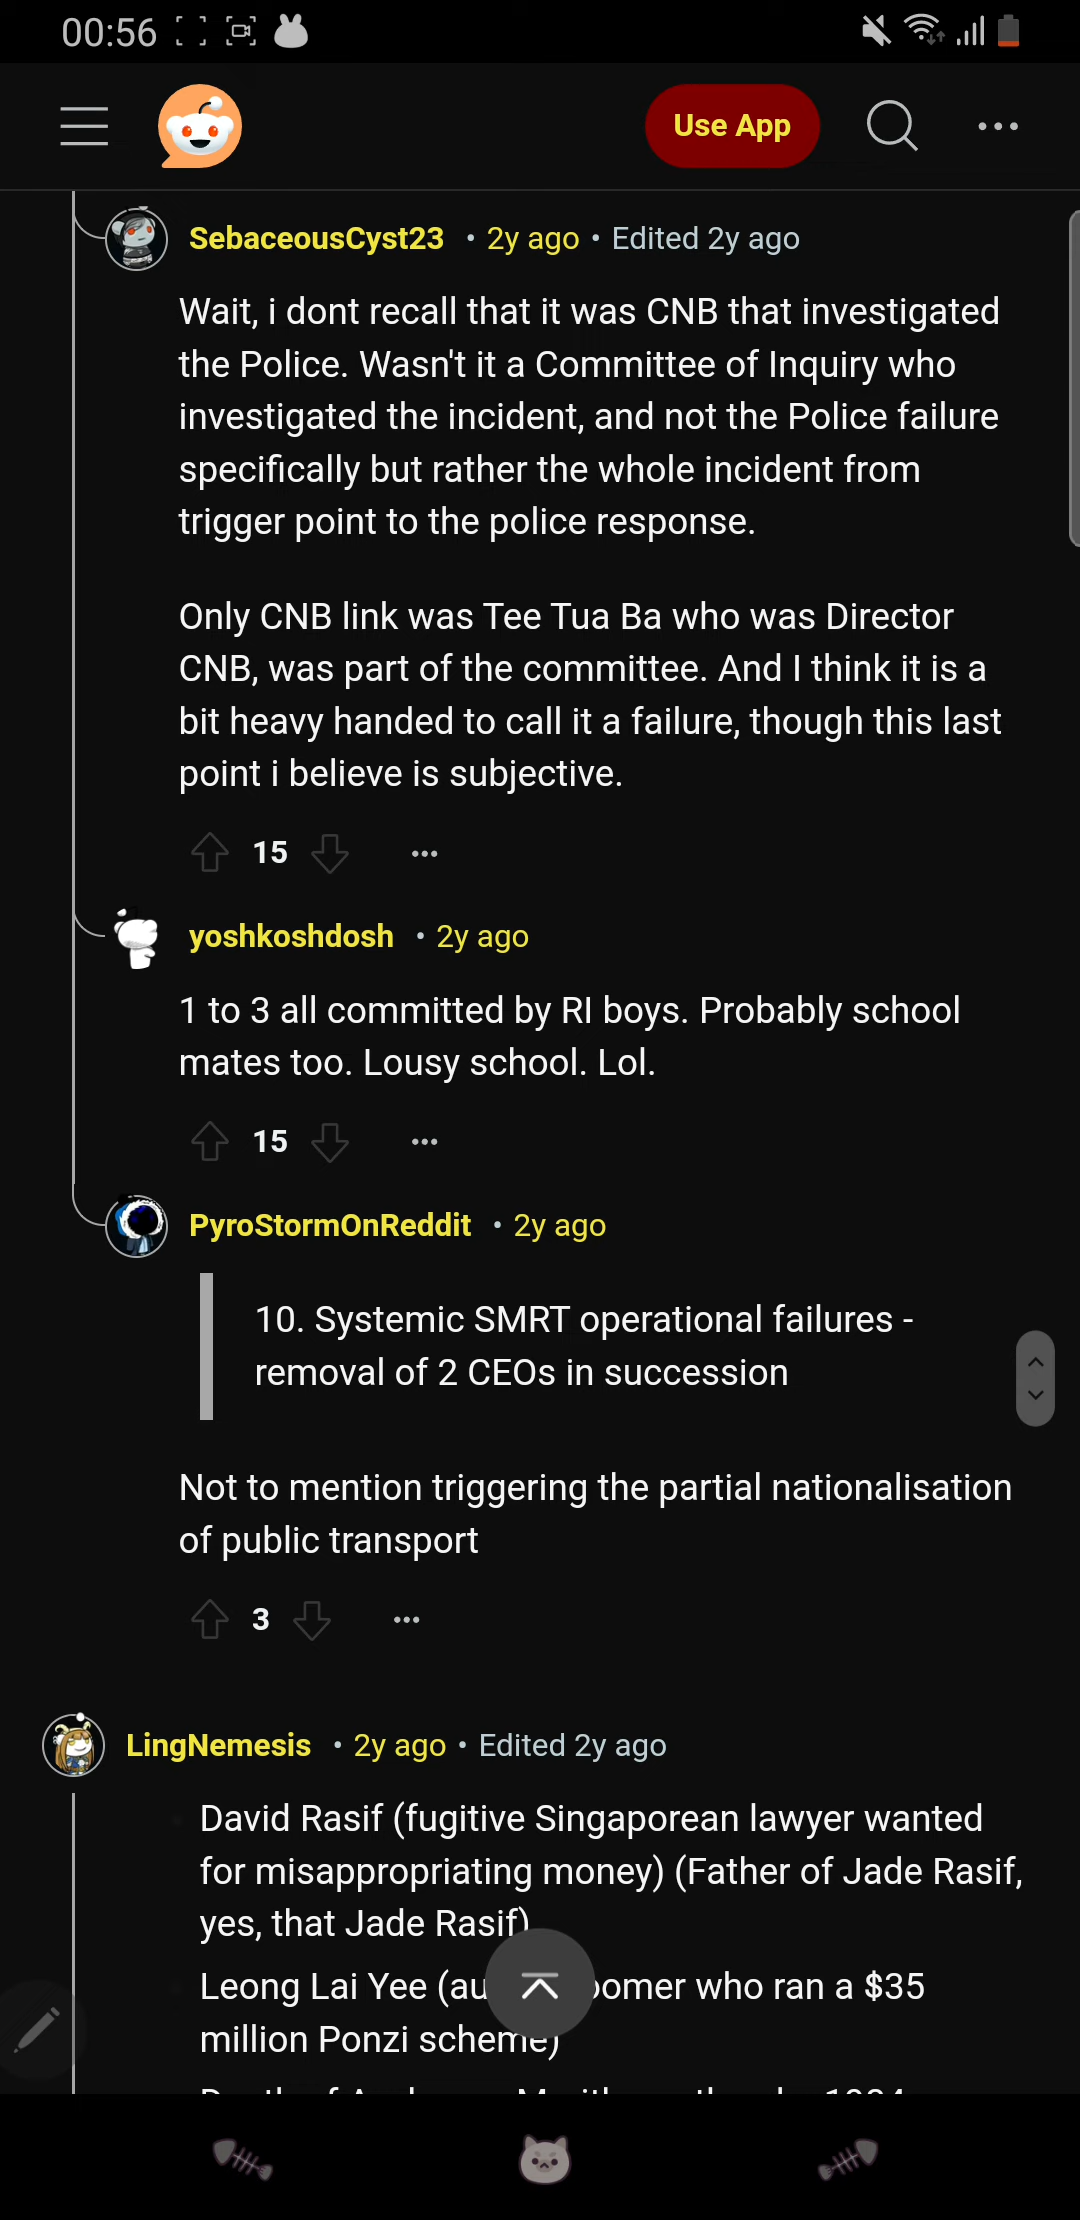 00:56
Use App
SebaceousCyst23 • 2y ago • Edited 2y ago
Wait, i dont recall that it was CNB that investigated
the Police. Wasn't it a Committee of Inquiry who
investigated the incident, and not the Police failure
specifically but rather the whole incident from
trigger point to the police response.
Only CNB link was Tee Tua Ba who was Director
CNB, was part of the committee. And I think it is a
bit heavy handed to call it a failure, though this last
point i believe is subjective.
15
yoshkoshdosh • 2y ago
1 to 3 all committed by RI boys. Probably school
mates too. Lousy school. Lol.
15
PyroStormOnReddit • 2y ago
10. Systemic SMRT operational failures -
removal of 2 CEOs in succession
Not to mention triggering the partial nationalisation
of public transport
3
LingNemesis • 2y ago • Edited 2y ago
David Rasif (fugitive Singaporean lawyer wanted
for misappropriating money) (Father of Jade Rasif,
yes, that Jade Rasif)
Leong Lai Yee ( who ran a $35
million Ponzi scheme)